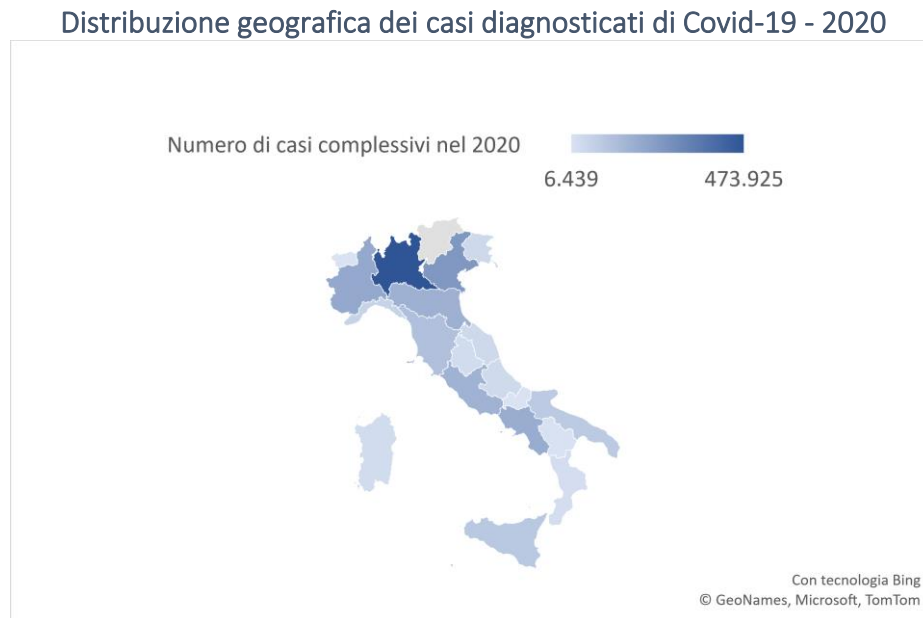 Distribuzione geografica dei casi diagnosticati di Covid-19 - 2020
Numero di casi complessivi nel 2020
6.439 473.925
Con tecnologia Bing
© GeoNames, Microsoft, TomTom